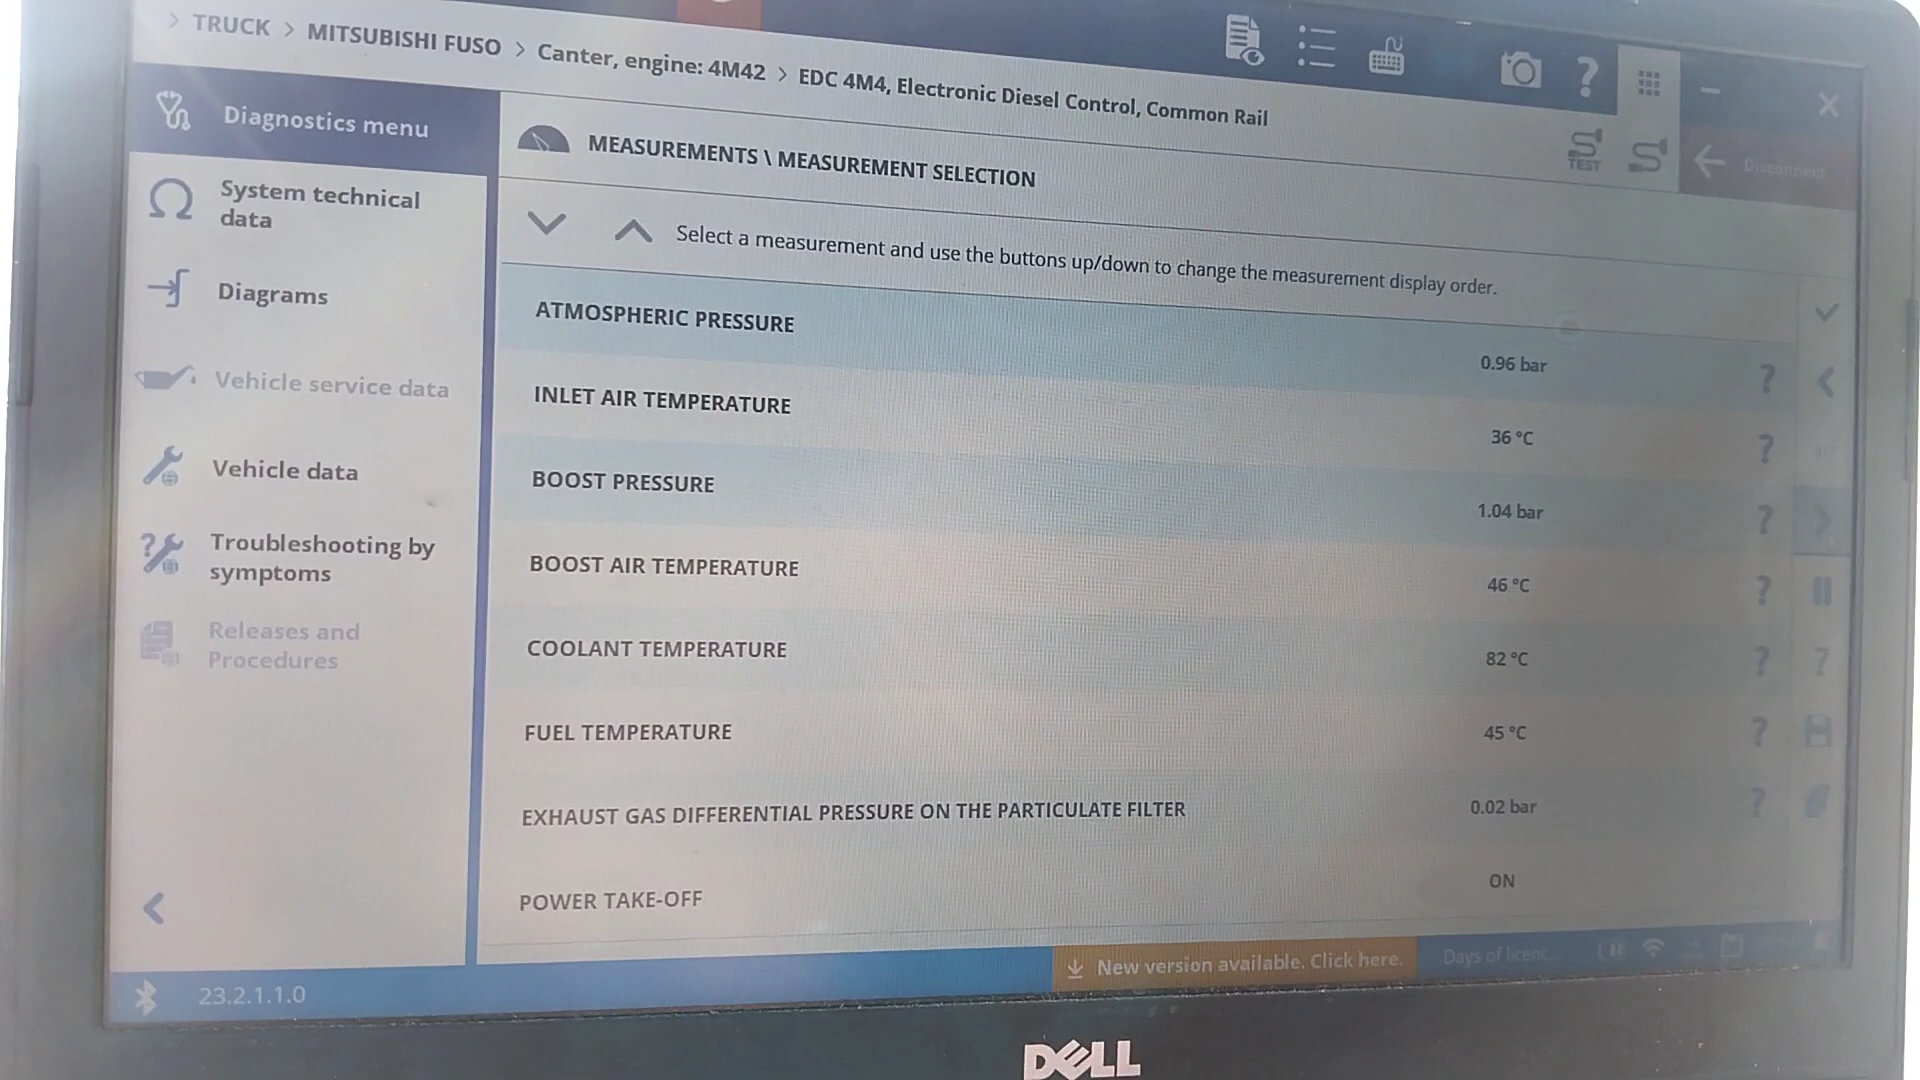 > TRUCK > MITSUBISHI FUSO > Canter, engine: 4M42 > EDC 4M4, Electronic Diesel Control, Common Rail
Diagnostics menu
System technical
data
Diagrams
Vehicle service data
Vehicle data
Troubleshooting by
symptoms
Releases and
Procedures
TEST
Disconnect
MEASUREMENTS \ MEASUREMENT SELECTION
Select a measurement and use the buttons up/down to change the measurement display order.
ATMOSPHERIC PRESSURE 0.96 bar ?
INLET AIR TEMPERATURE 36 °C ?
BOOST PRESSURE 1.04 bar ?
BOOST AIR TEMPERATURE 46 °C ?
COOLANT TEMPERATURE 82 °C ?
FUEL TEMPERATURE 45 °C ?
EXHAUST GAS DIFFERENTIAL PRESSURE ON THE PARTICULATE FILTER 0.02 bar ?
POWER TAKE-OFF ON
23.2.1.1.0
New version available. Click here.
Days of licenc...
DELL